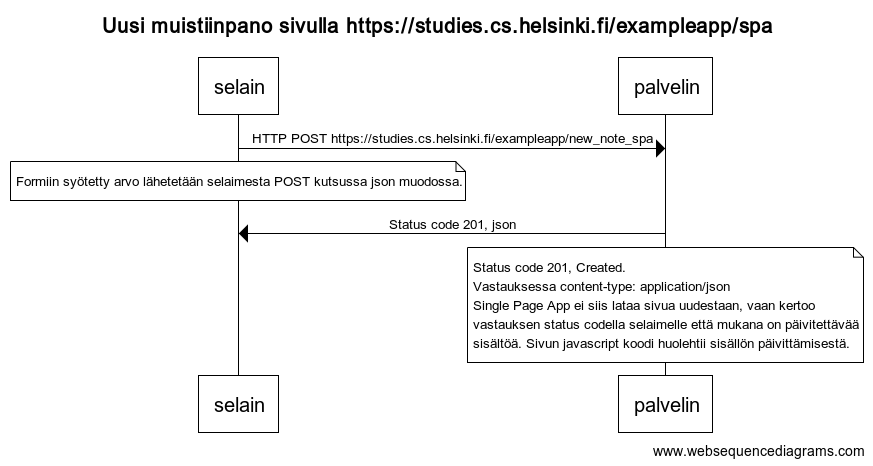 Uusi muistiinpano sivulla https://studies.cs.helsinki.fi/exampleapp/spa
selain
palvelin
HTTP POST https://studies.cs.helsinki.fi/exampleapp/new_note_spa
Formiin syötetty arvo lähetetään selaimesta POST kutsussa json muodossa.
Status code 201, json
Status code 201, Created.
Vastauksessa content-type: application/json
Single Page App ei siis lataa sivua uudestaan, vaan kertoo
vastauksen status codella selaimelle että mukana on päivitettävää
sisältöä. Sivun javascript koodi huolehtii sisällön päivittämisestä.
selain
palvelin
www.websequencediagrams.com